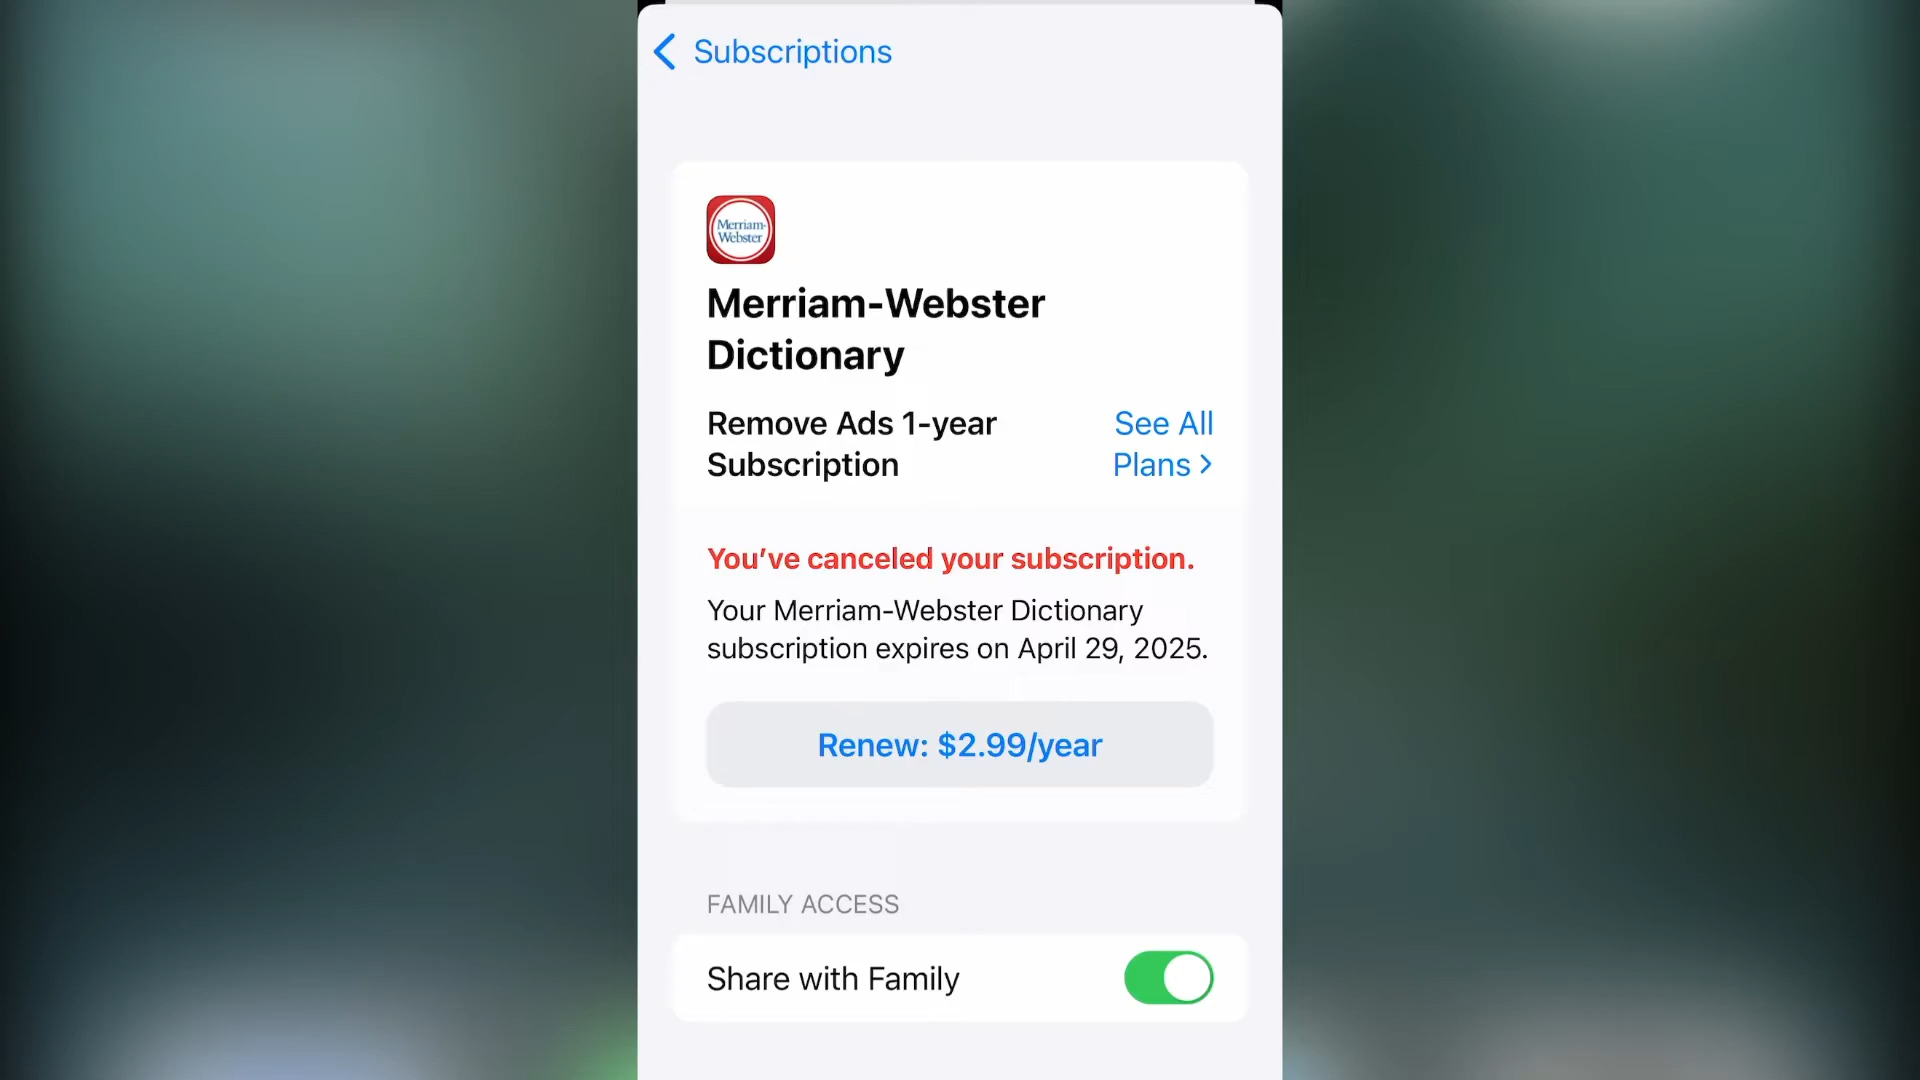 Subscriptions
Merriam-
Webster
Merriam-Webster
Dictionary
Remove Ads 1-year
Subscription
See All
Plans
You’ve canceled your subscription.
Your Merriam-Webster Dictionary
subscription expires on April 29, 2025.
Renew: $2.99/year
FAMILY ACCESS
Share with Family